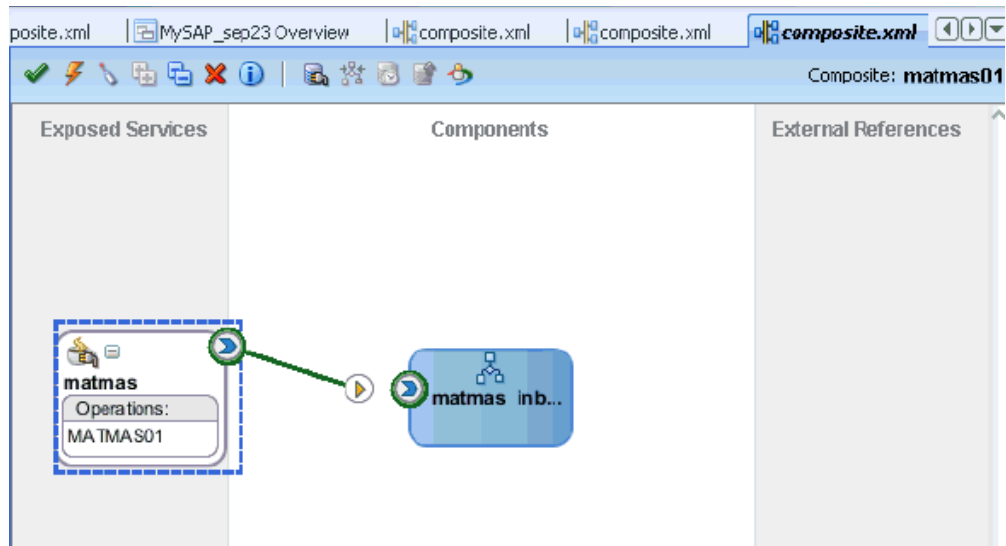 posite.xml MySAP_sep23 Overview composite.xml composite.xml composite.xml
Composite: matmas01
Exposed Services Components External References
matmas
Operations:
MATMAS01
matmas inb...